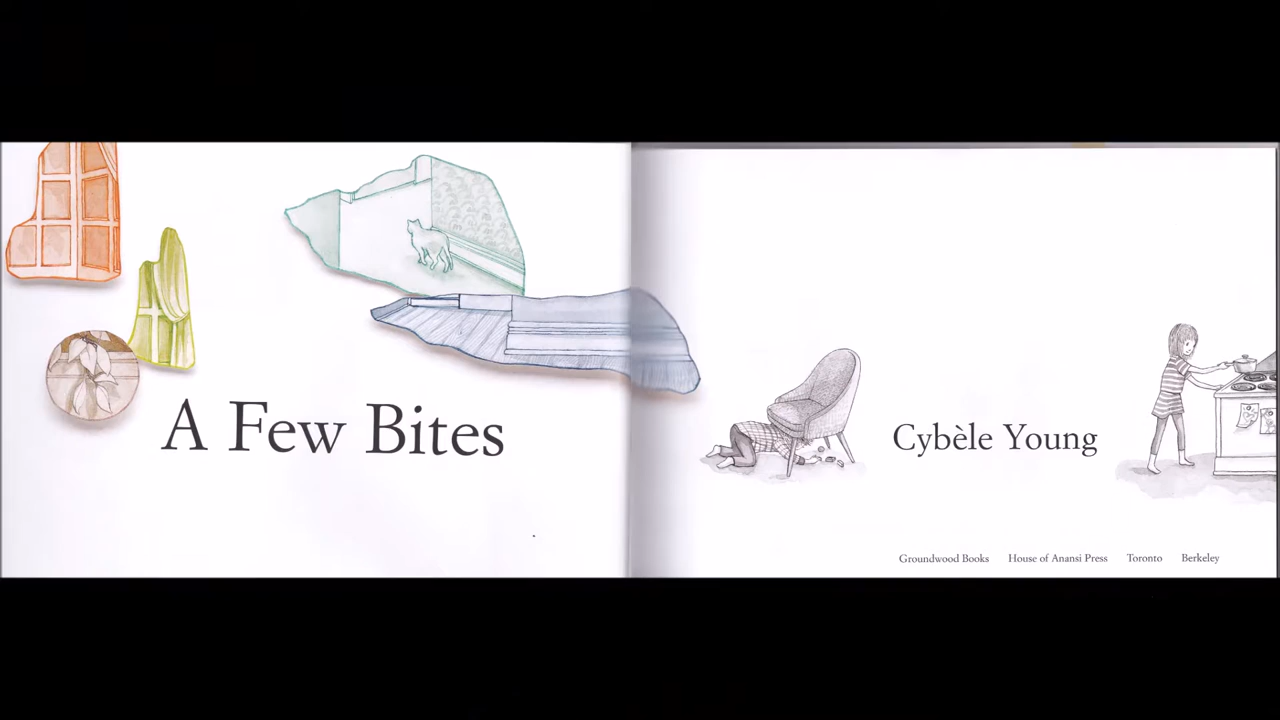 A Few Bites
Cybèle Young
Groundwood Books House of Anansi Press Toronto Berkeley